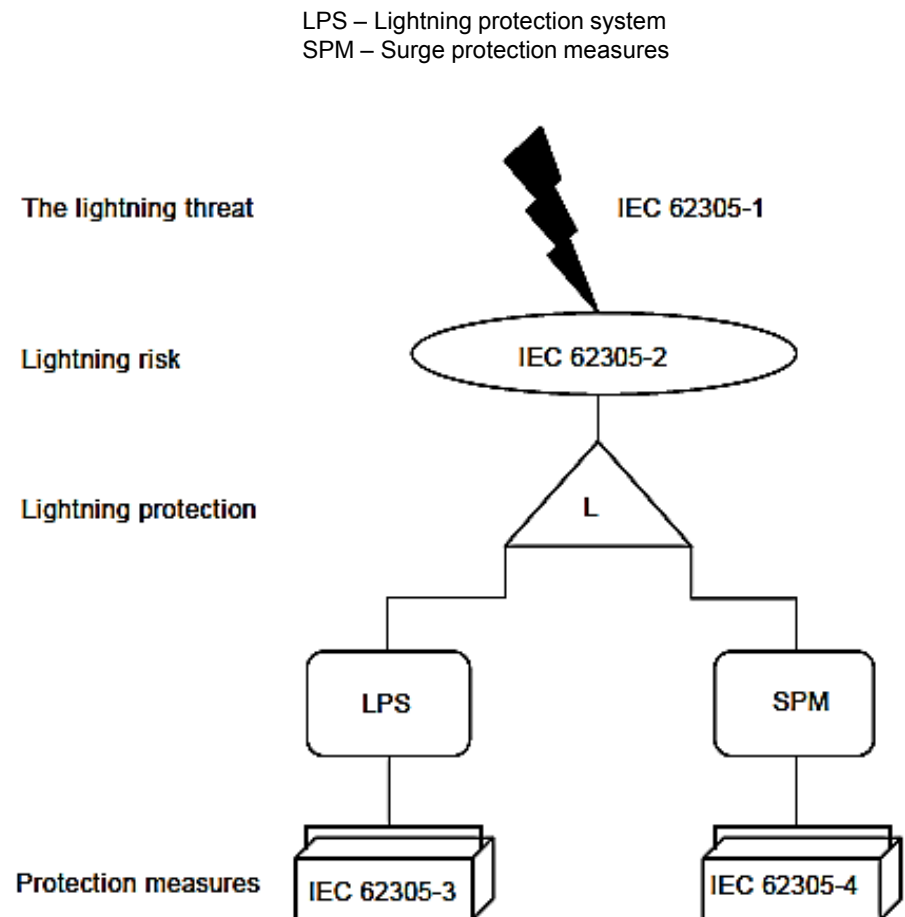 LPS – Lightning protection system
SPM – Surge protection measures
The lightning threat
IEC 62305-1
Lightning risk
IEC 62305-2
Lightning protection
L
LPS
SPM
Protection measures
IEC 62305-3
IEC 62305-4